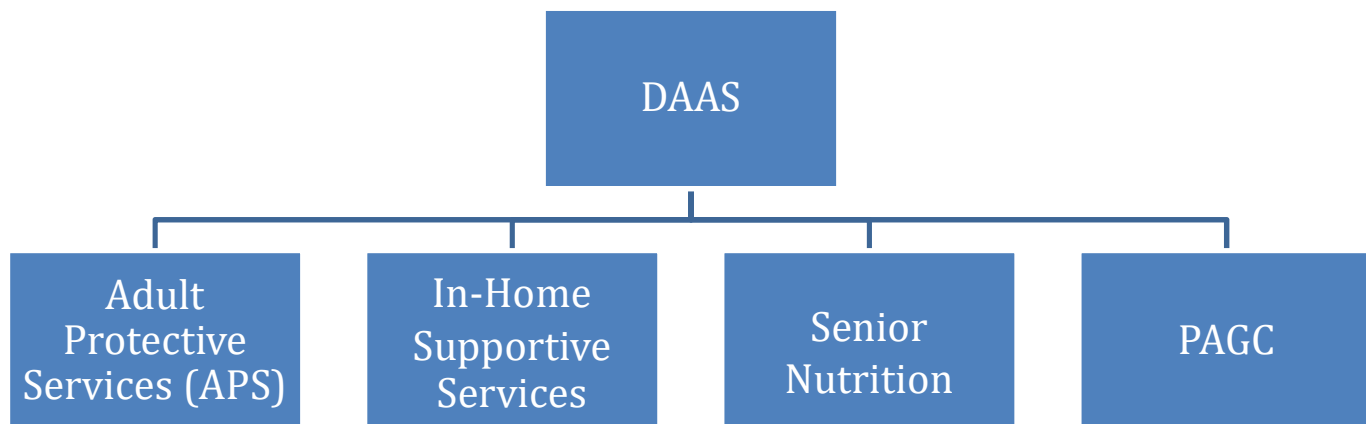 DAAS
Adult
Protective
Services (APS)
In-Home
Supportive
Services
Senior
Nutrition
PAGC